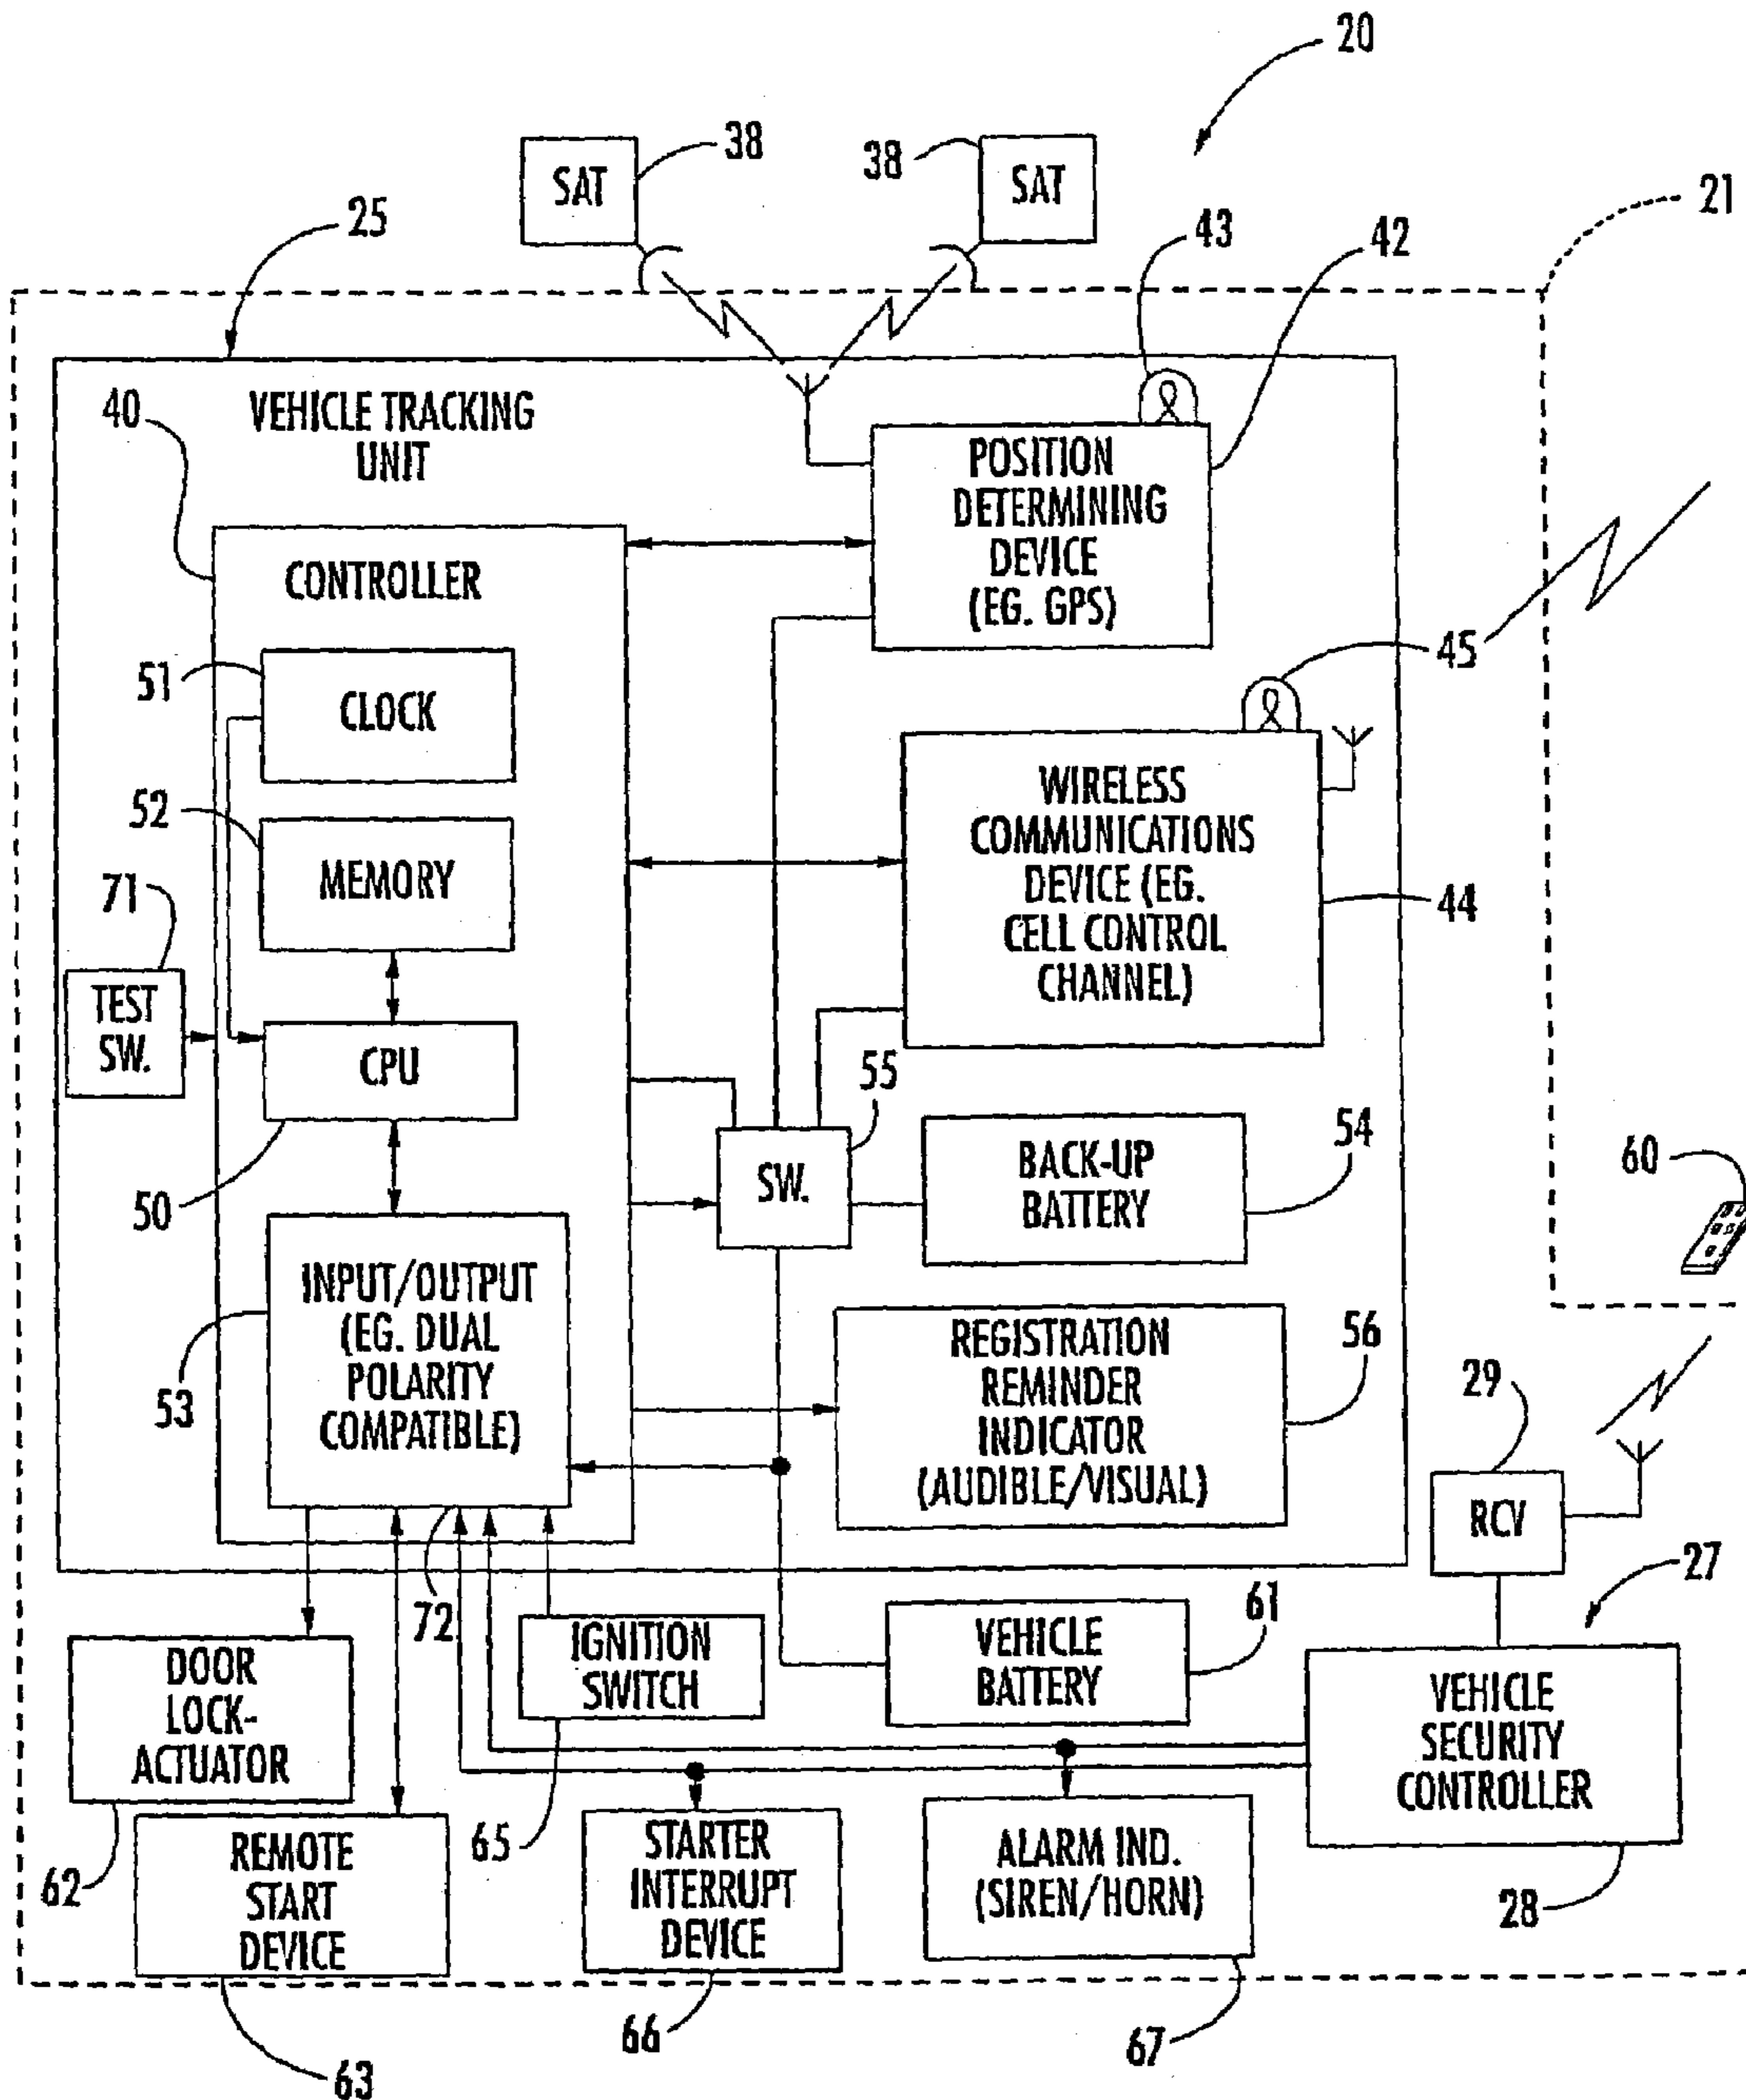 20
SAT
38
38
SAT
25
21
43
42
40
VEHICLE TRACKING
UNIT
POSITION
DETERMINING
DEVICE
(EG. GPS)
CONTROLLER
51
CLOCK
45
52
MEMORY
WIRELESS
COMMUNICATIONS
DEVICE (EG.
CELL CONTROL
CHANNEL)
44
71
TEST
SW.
CPU
50
55
SW.
BACK-UP
BATTERY
54
60
INPUT/OUTPUT
(EG. DUAL
POLARITY
COMPATIBLE)
53
REGISTRATION
REMINDER
INDICATOR
(AUDIBLE/VISUAL)
56
29
RCV
27
72
IGNITION
SWITCH
65
VEHICLE
BATTERY
61
DOOR
LOCK-
ACTUATOR
62
VEHICLE
SECURITY
CONTROLLER
28
REMOTE
START
DEVICE
63
STARTER
INTERRUPT
DEVICE
66
ALARM IND.
(SIREN/HORN)
67